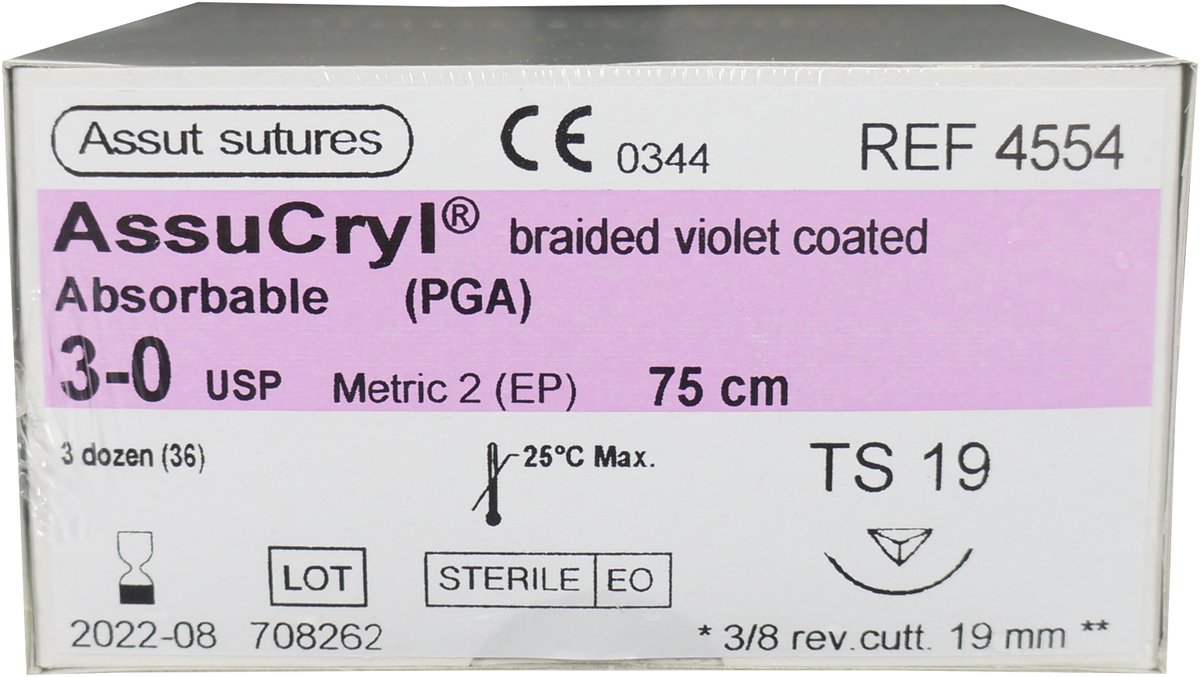 Assut sutures CE 0344 REF 4554
AssuCryl® braided violet coated
Absorbable (PGA)
3-0 USP Metric 2 (EP) 75 cm
3 dozen (36) 25°C Max. TS 19
LOT STERILE EO
2022-08 708262 * 3/8 rev.cutt. 19 mm **